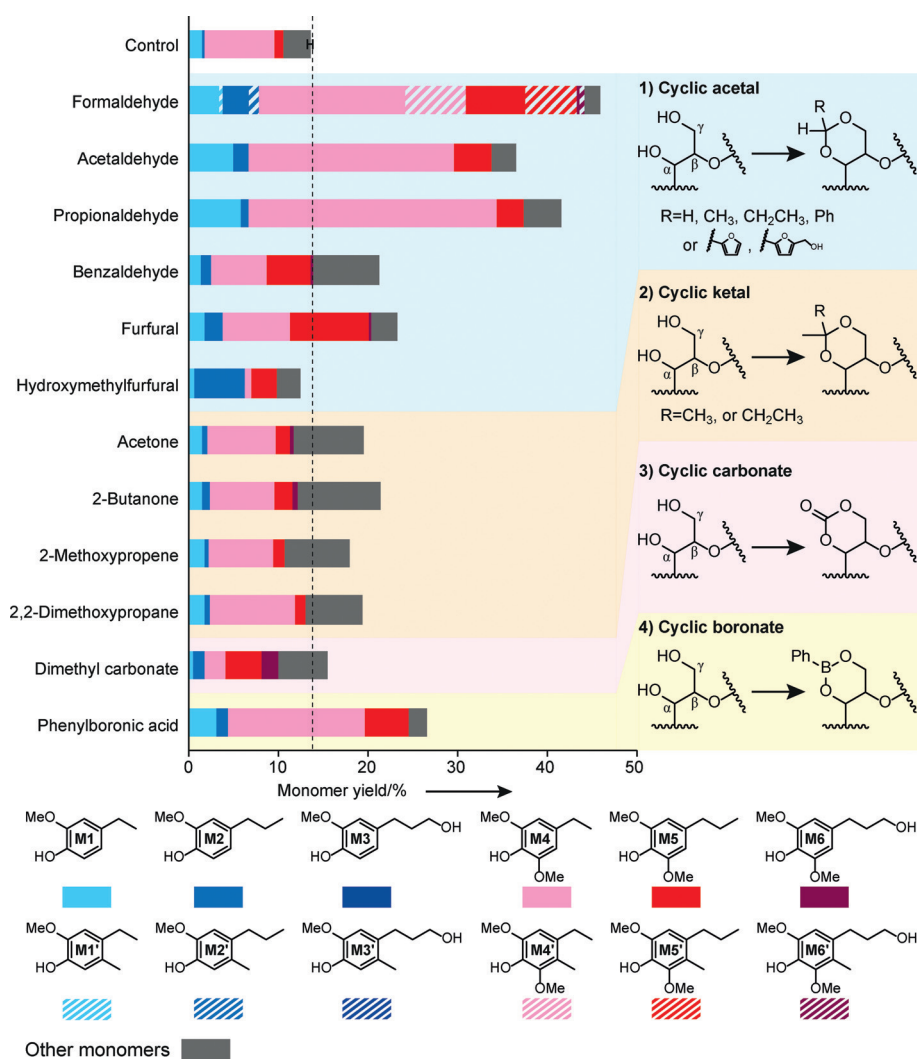 Control
Formaldehyde
Acetaldehyde
Propionaldehyde
Benzaldehyde
Furfural
Hydroxymethylfurfural
Acetone
2-Butanone
2-Methoxypropene
2,2-Dimethoxypropane
Dimethyl carbonate
Phenylboronic acid
0 10 20 30 40 50
Monomer yield/%
1) Cyclic acetal
HO γ HO α β O
R H O O O
R=H, CH₃, CH₂CH₃, Ph
or O , O OH
2) Cyclic ketal
HO γ HO α β O
R O O O
R=CH₃, or CH₂CH₃
3) Cyclic carbonate
HO γ HO α β O
O O O O
4) Cyclic boronate
HO γ HO α β O
Ph B O O O
MeO HO M1
MeO HO M2
MeO HO M3 OH
MeO HO OMe M4
MeO HO OMe M5
MeO HO OMe M6 OH
MeO HO M1'
MeO HO M2'
MeO HO M3' OH
MeO HO OMe M4'
MeO HO OMe M5'
MeO HO OMe M6' OH
Other monomers